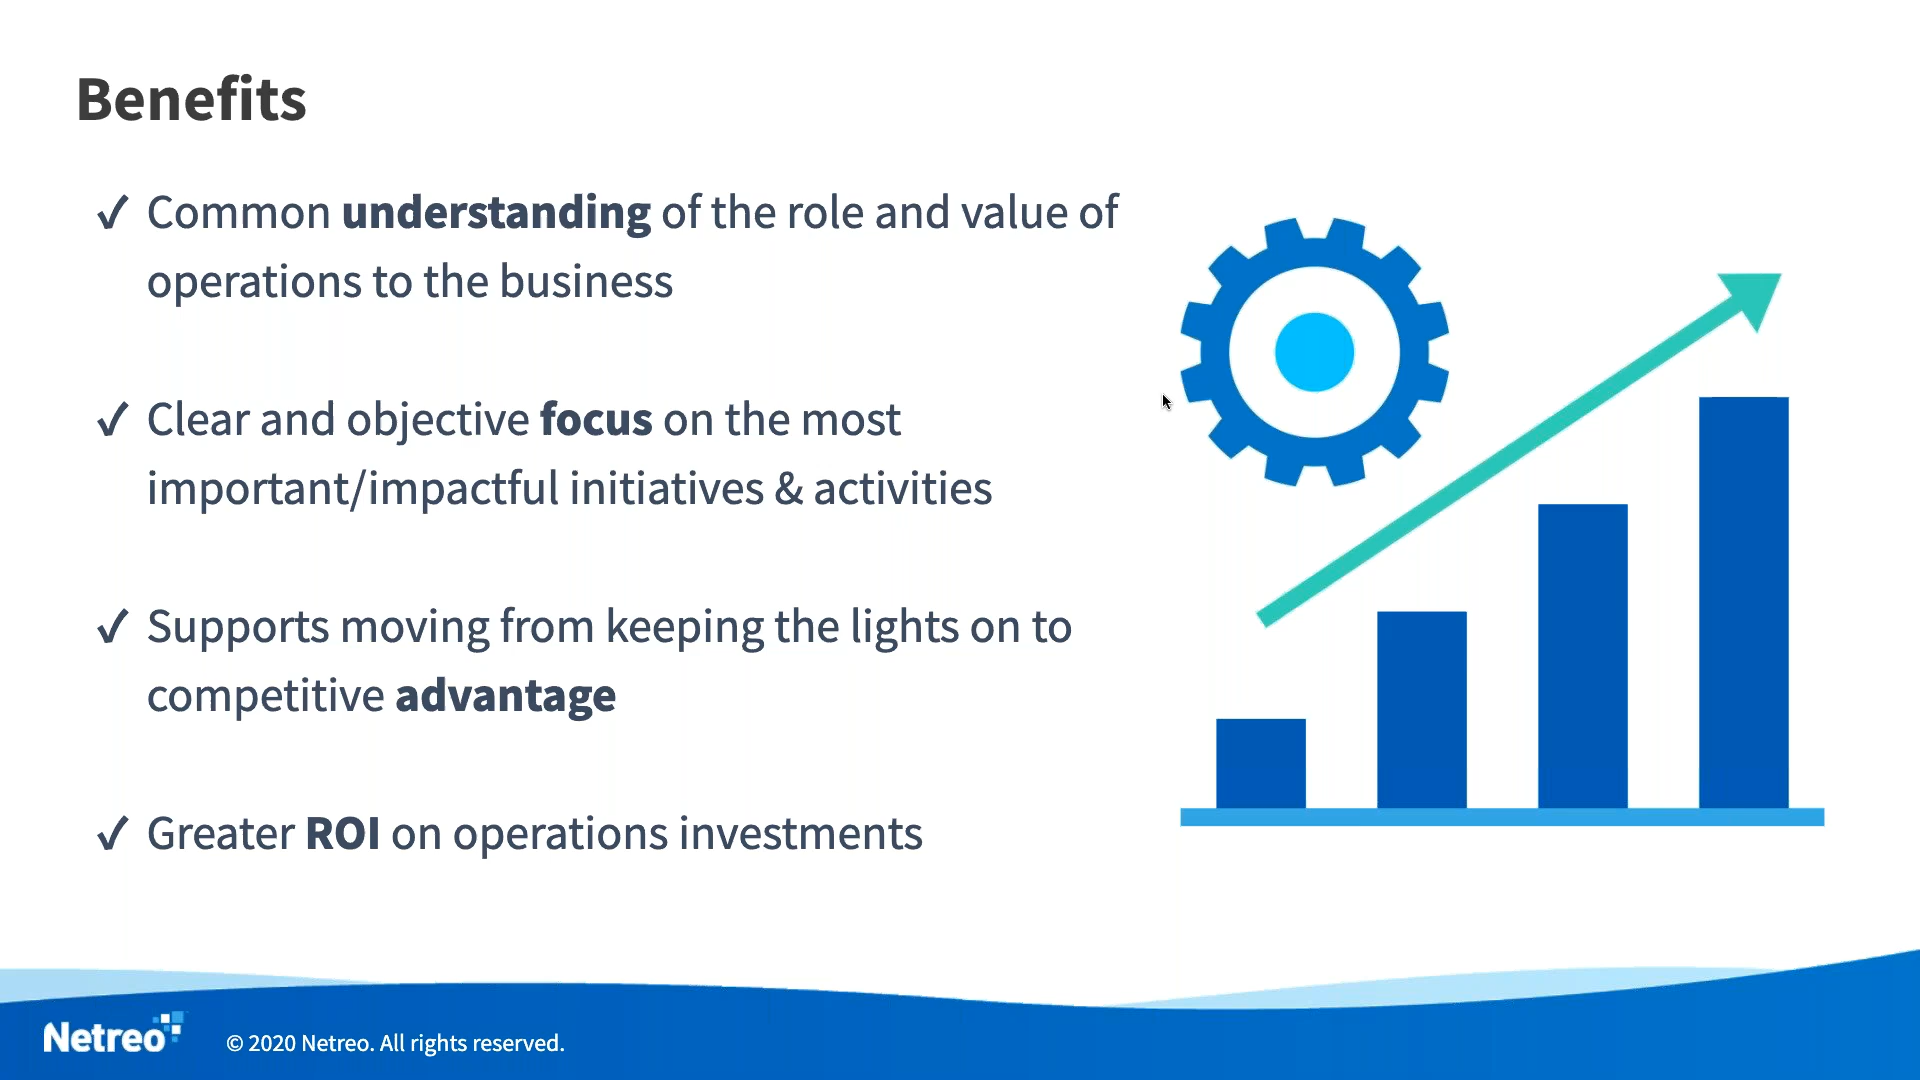 Benefits
✓ Common understanding of the role and value of
operations to the business
✓ Clear and objective focus on the most
important/impactful initiatives & activities
✓ Supports moving from keeping the lights on to
competitive advantage
✓ Greater ROI on operations investments
Netreo
© 2020 Netreo. All rights reserved.